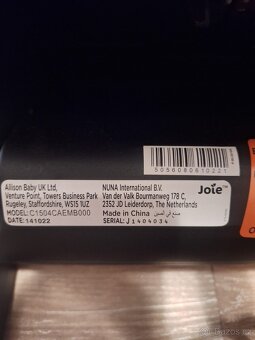 5056080610221
Allison Baby UK Ltd,
Venture Point, Towers Business Park
Rugeley, Staffordshire, WS15 1UZ
MODEL:C1504CAEMB000
DATE:141022
NUNA International B.V.
Van der Valk Boumanweg 178 C,
2352 JD Leiderdorp, The Netherlands
Made in China صنع في الصين
SERIAL: J1404034
Joie™